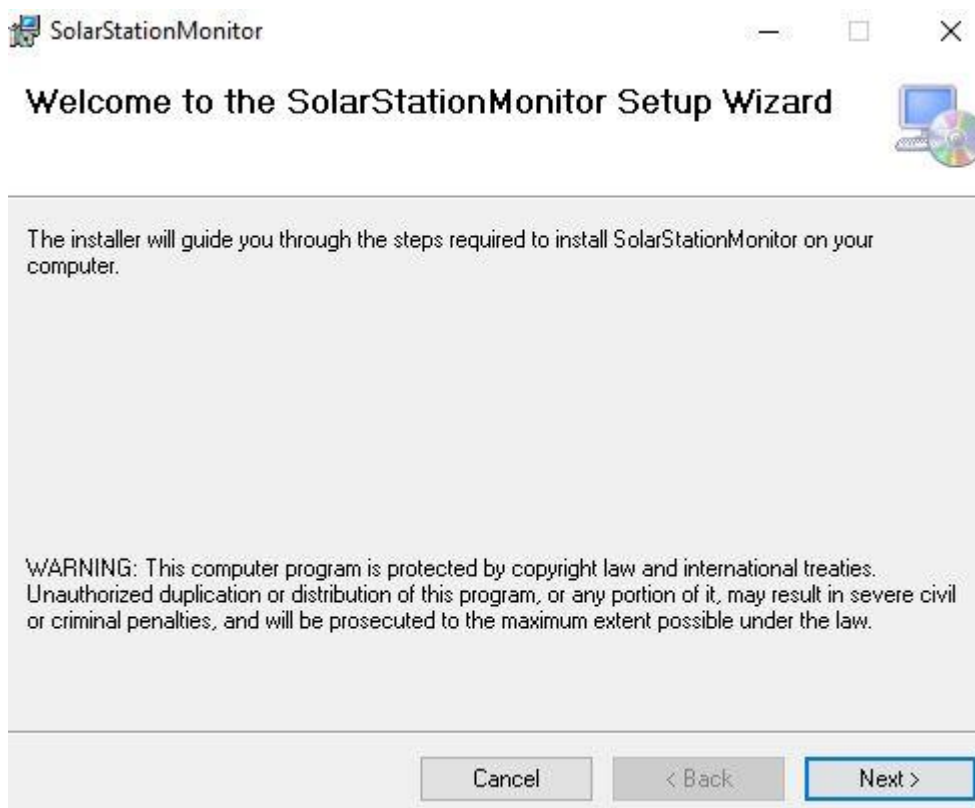 SolarStationMonitor
Welcome to the SolarStationMonitor Setup Wizard
The installer will guide you through the steps required to install SolarStationMonitor on your
computer.
WARNING: This computer program is protected by copyright law and international treaties.
Unauthorized duplication or distribution of this program, or any portion of it, may result in severe civil
or criminal penalties, and will be prosecuted to the maximum extent possible under the law.
Cancel < Back Next >